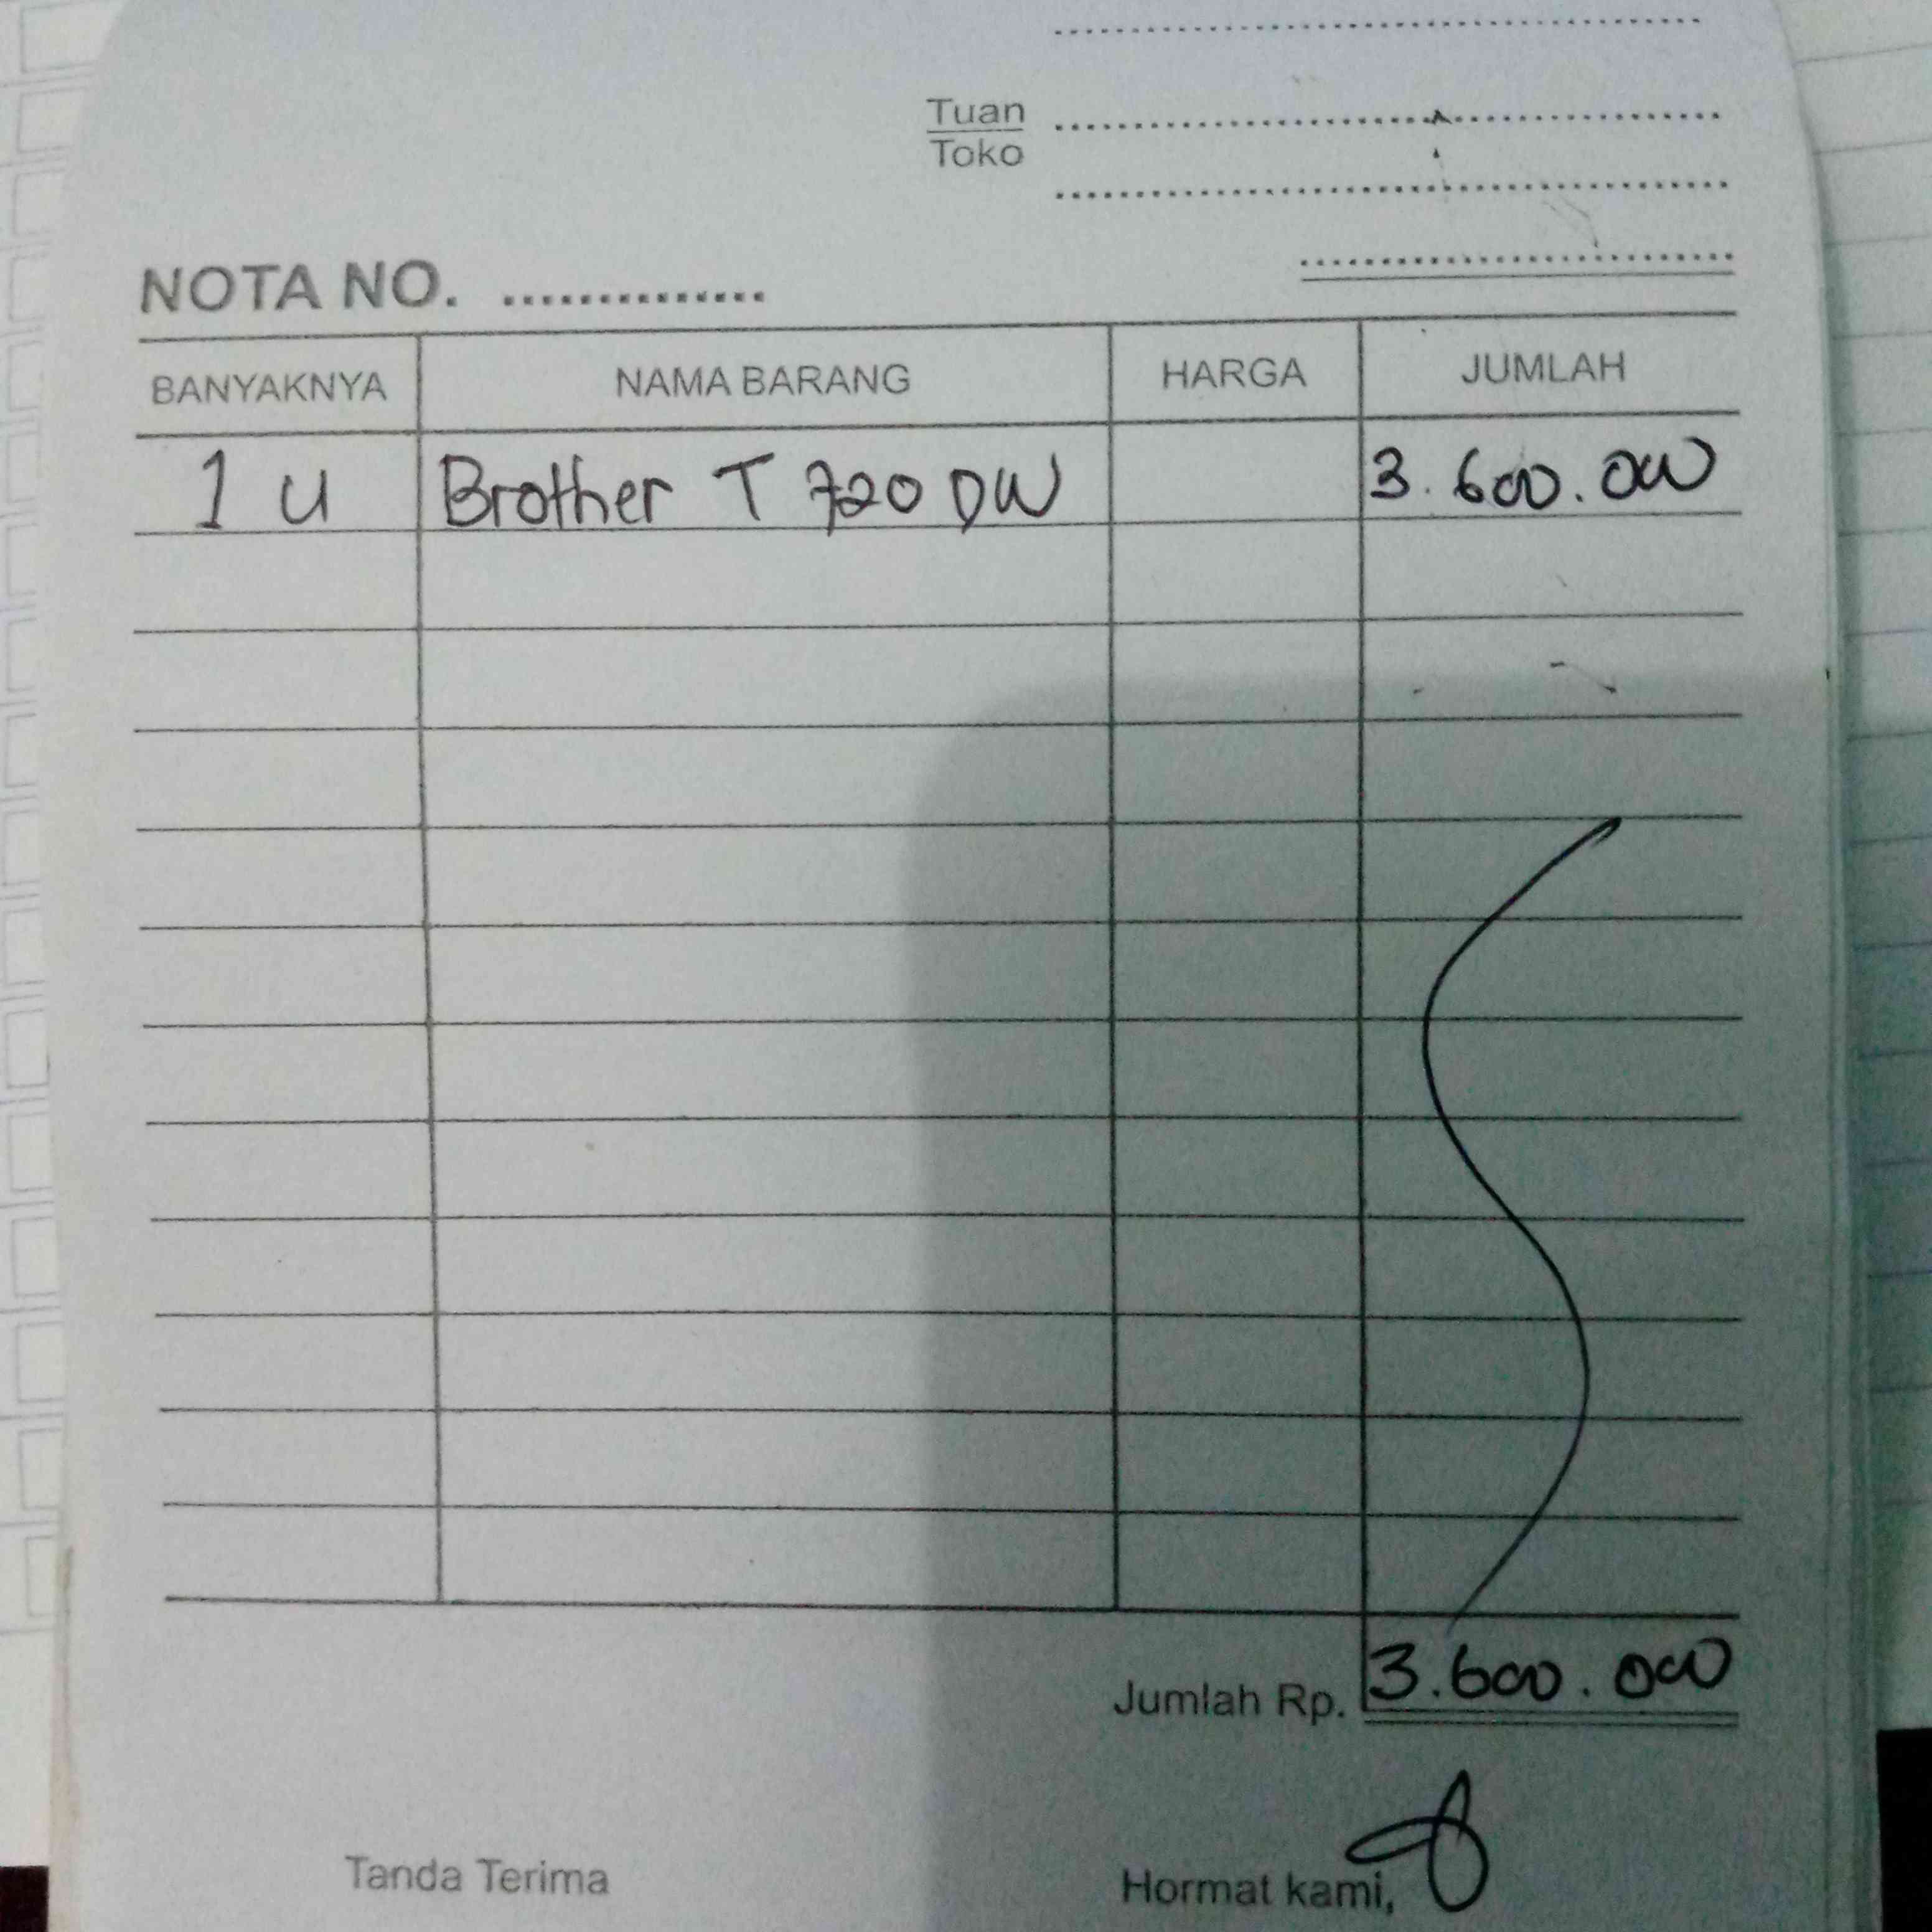 Tuan
Toko
NOTA NO. ..............
BANYAKNYA NAMA BARANG HARGA JUMLAH
1 U Brother T 720 DW 3.600.000
Jumlah Rp. 3.600.000
Tanda Terima Hormat kami,